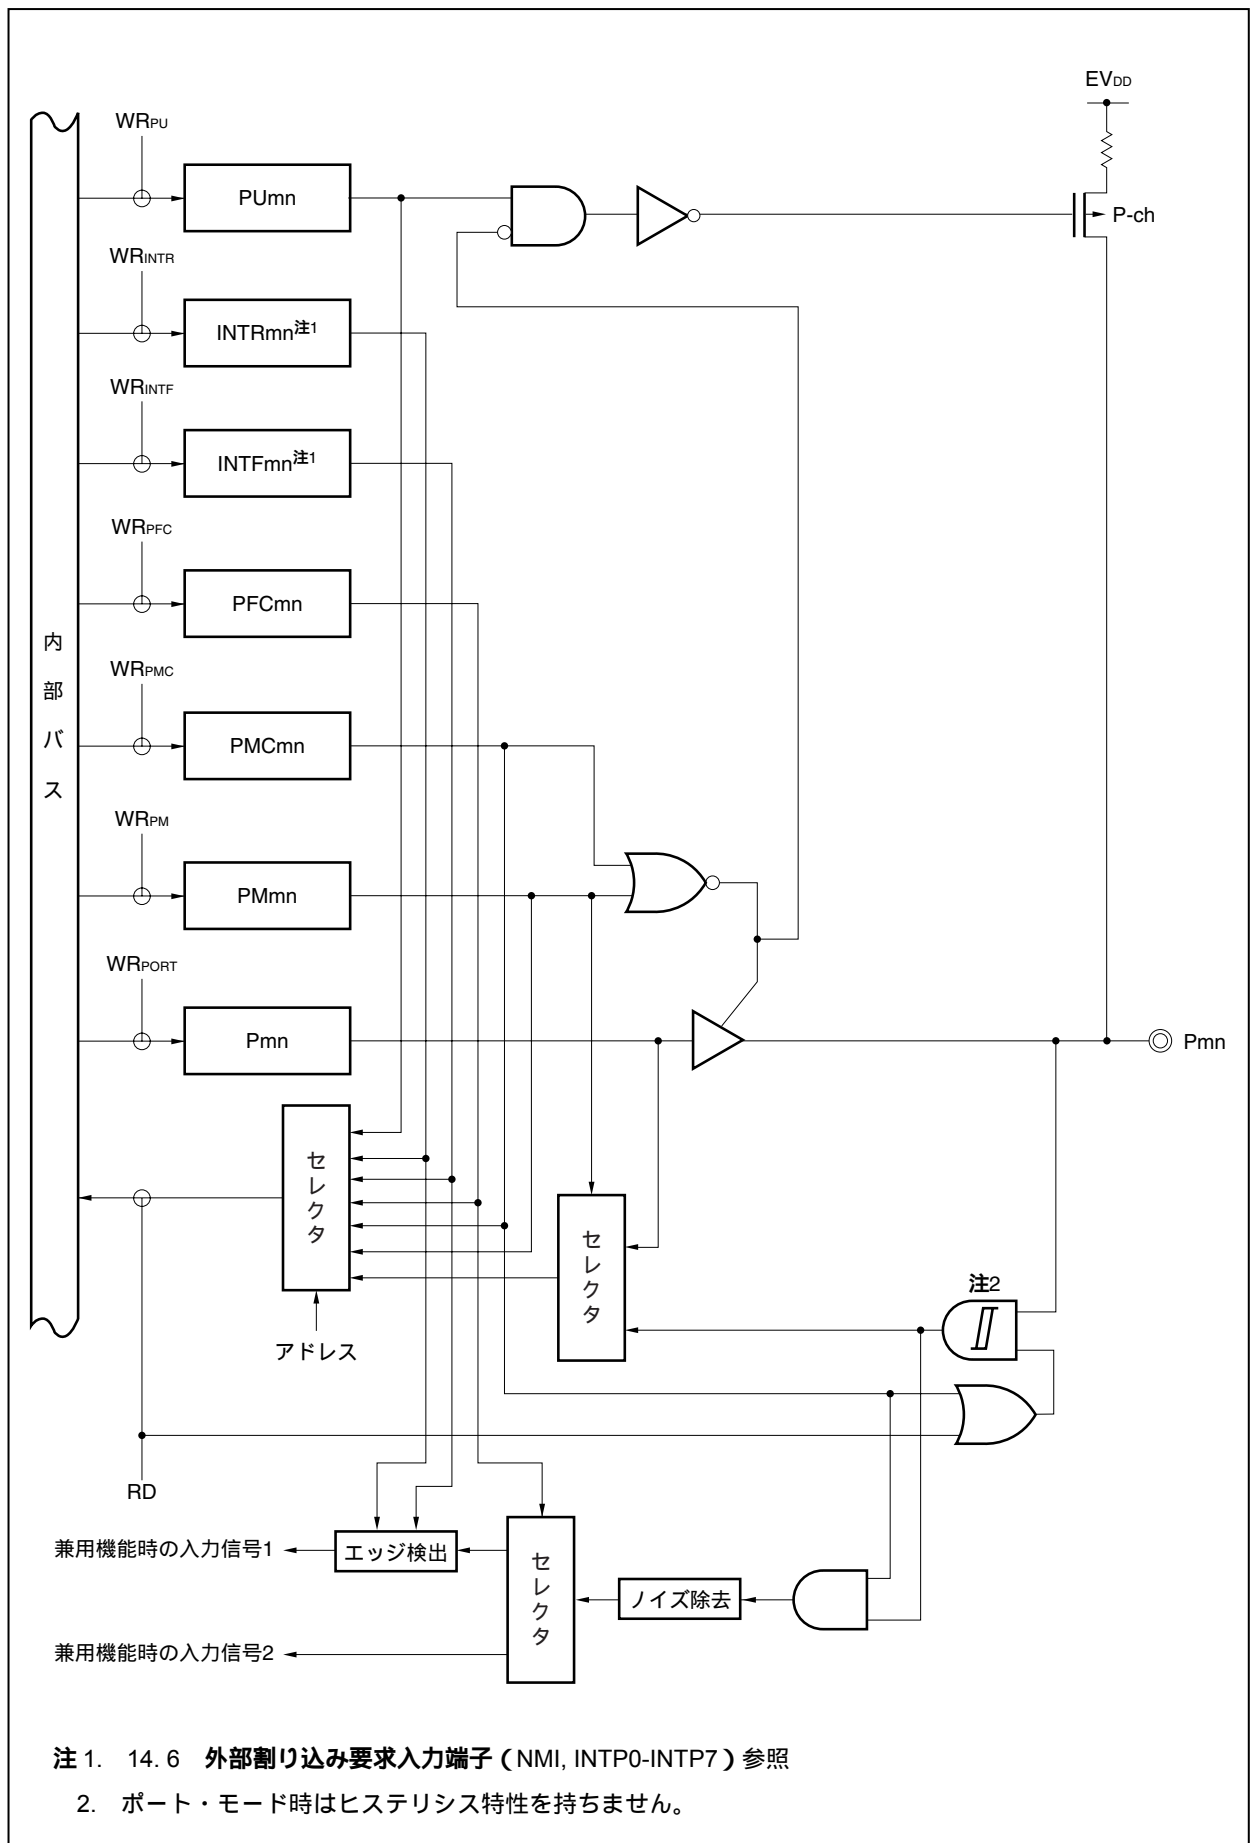 EVDD
WRPU
PUmn
P-ch
WRINTR
INTRmn注1
WRINTF
INTFmn注1
WRPFC
PFCmn
内部バス
WRPMC
PMCmn
WRPM
PMmn
WRPORT
Pmn
Pmn
セレクタ
セレクタ
注2
アドレス
RD
兼用機能時の入力信号1
エッジ検出
セレクタ
ノイズ除去
兼用機能時の入力信号2
注1. 14. 6 外部割り込み要求入力端子（NMI, INTP0-INTP7）参照
2. ポート・モード時はヒステリシス特性を持ちません。